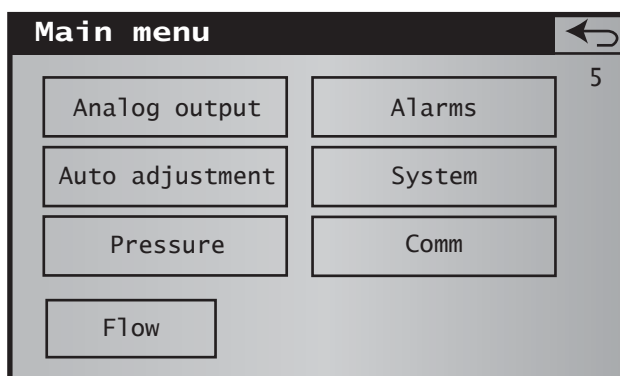 Main menu
5
Analog output
Alarms
Auto adjustment
System
Pressure
Comm
Flow